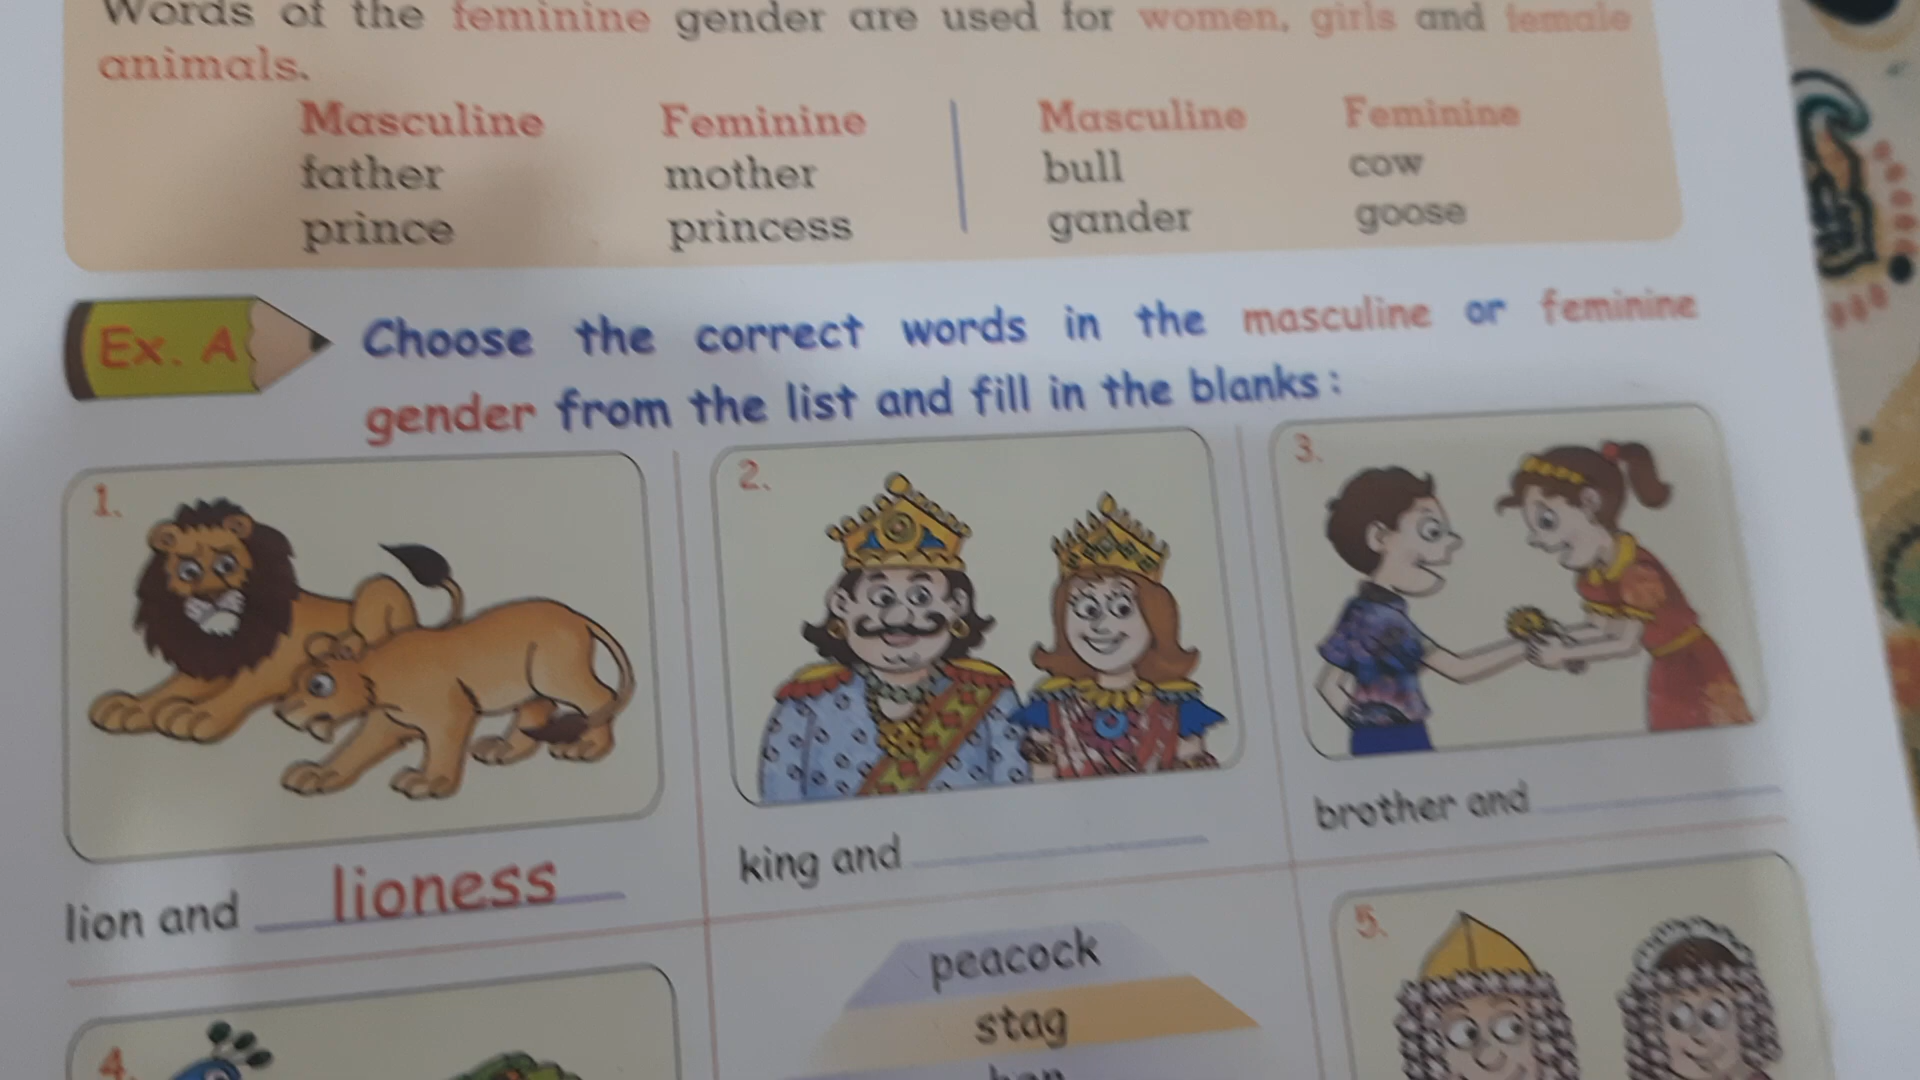 Words of the feminine gender are used for women, girls and female
animals.
Masculine Feminine Masculine Feminine
father mother bull cow
prince princess gander goose
Ex. A Choose the correct words in the masculine or feminine
gender from the list and fill in the blanks:
1.
2.
3.
lion and lioness
king and
brother and
peacock
stag
4.
5.